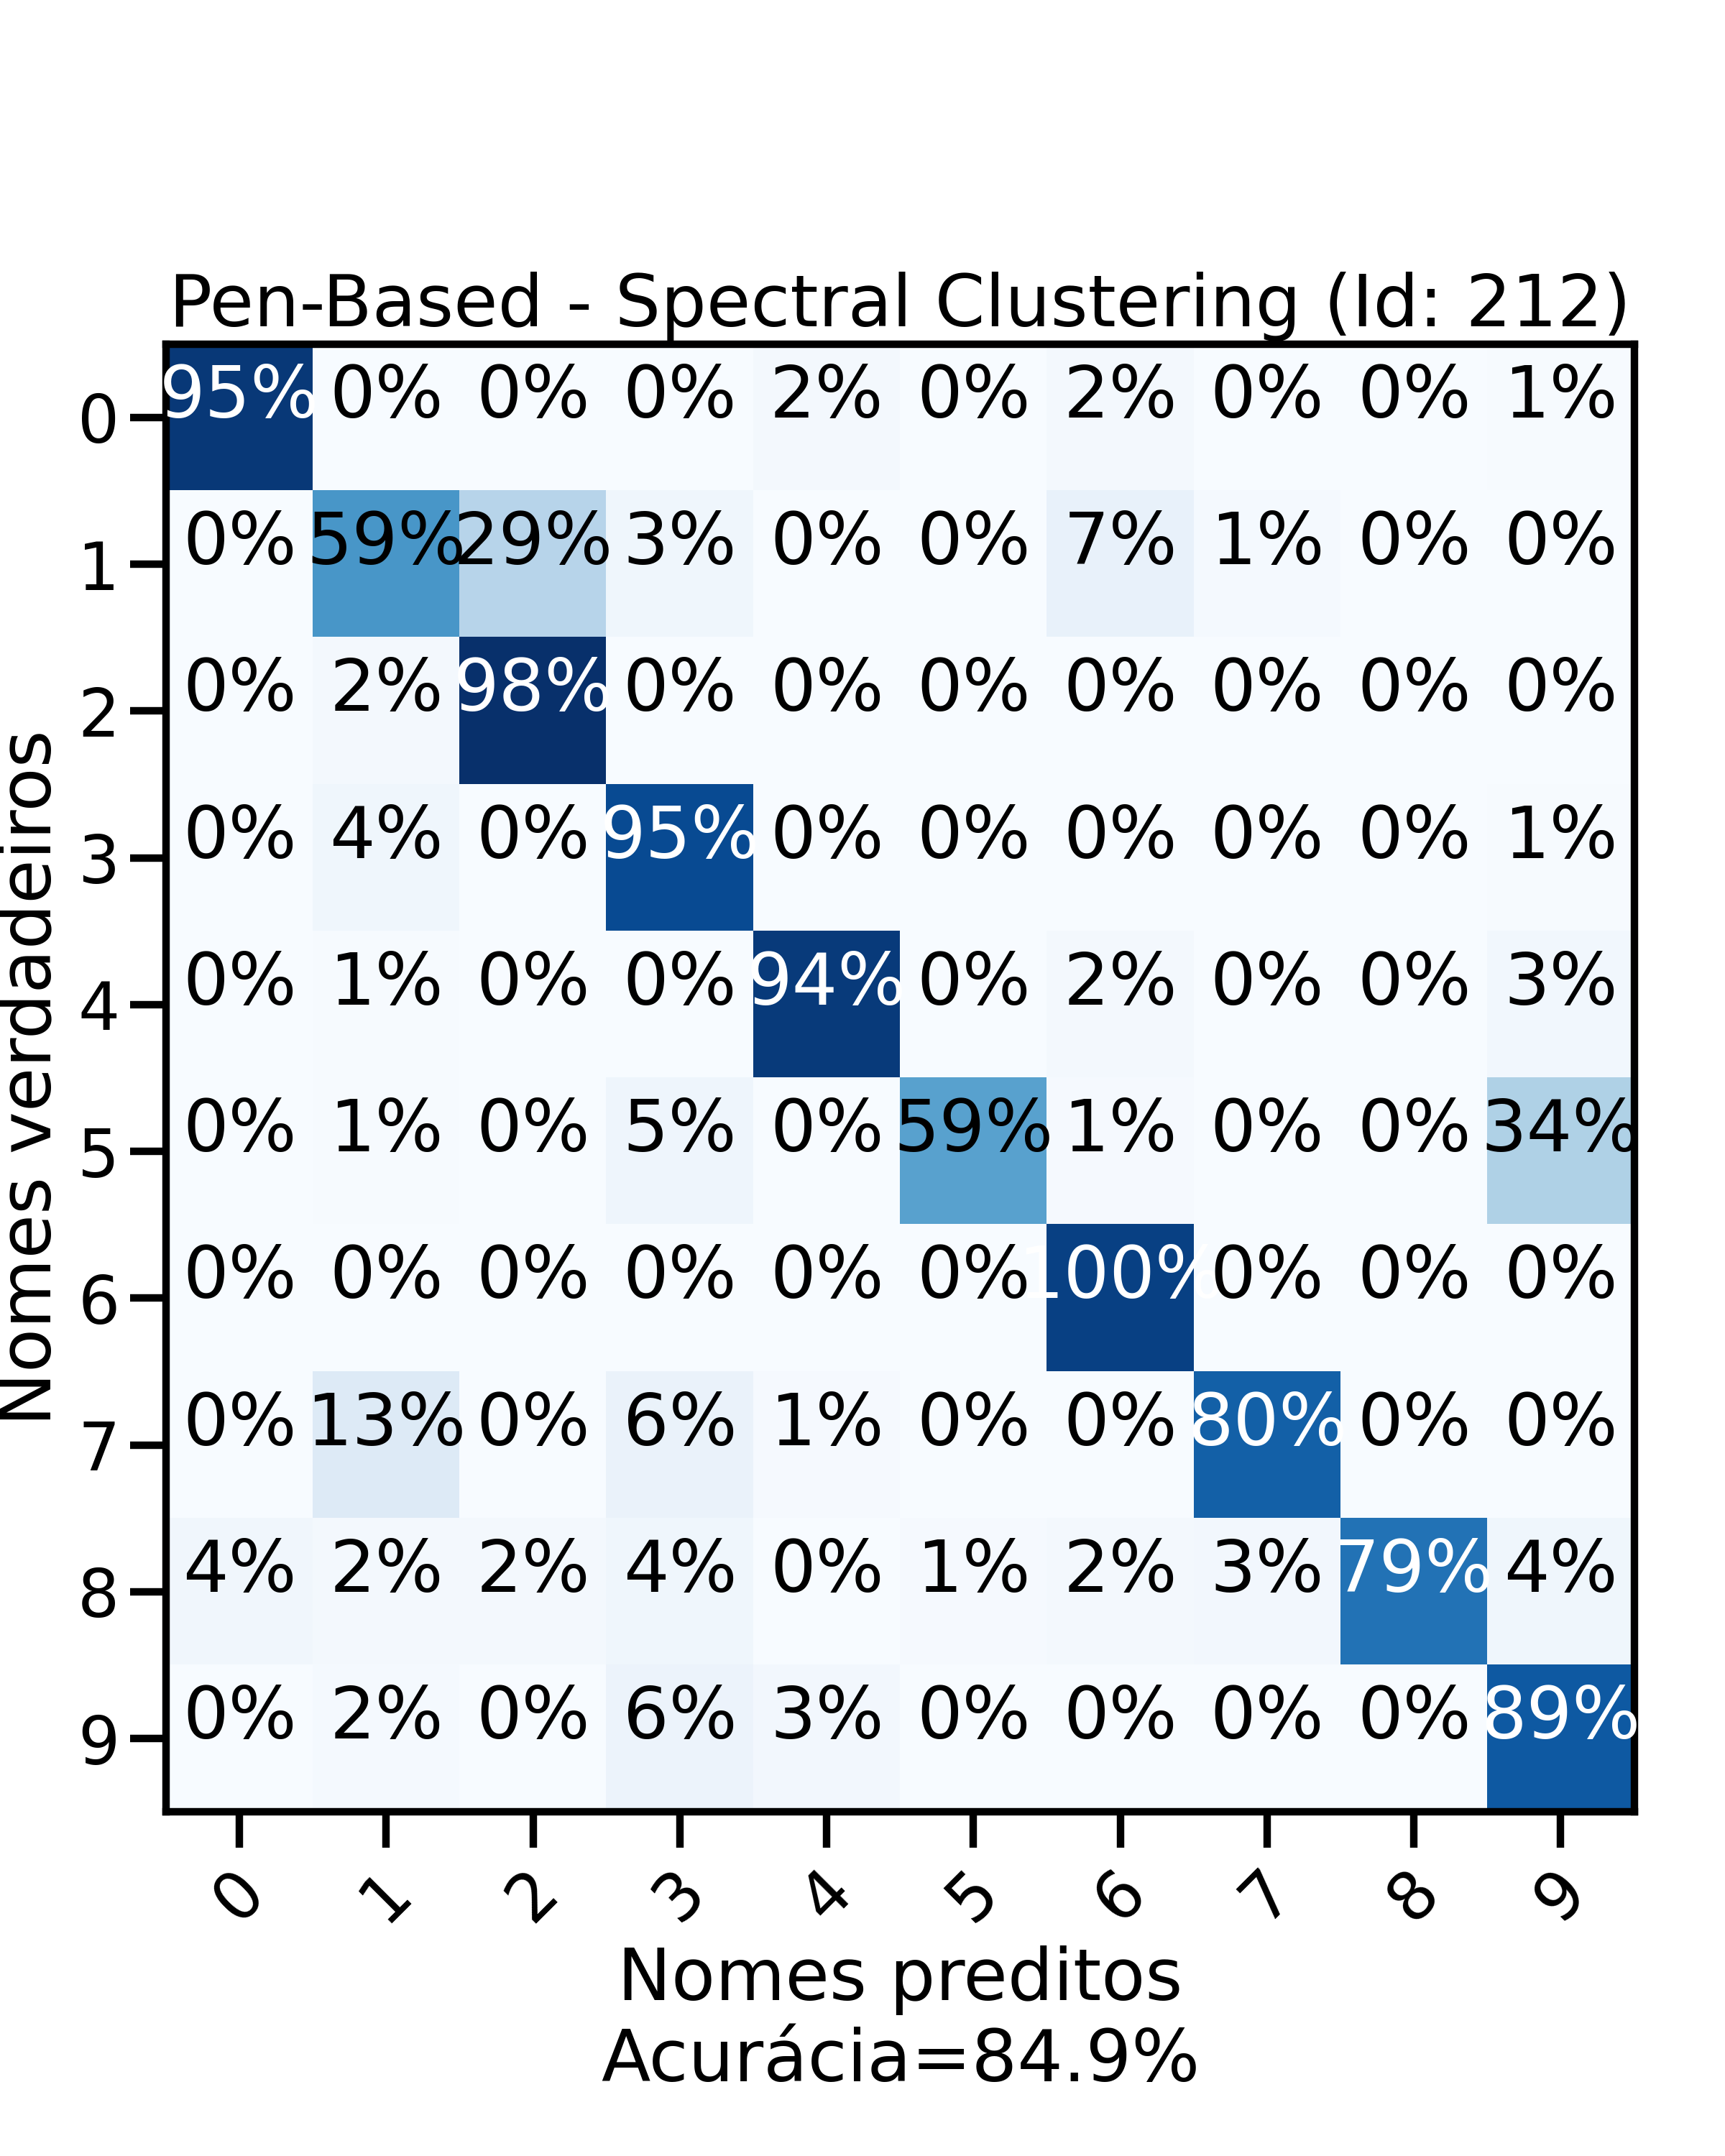 Pen-Based - Spectral Clustering (Id: 212)
Nomes verdadeiros
0 95% 0% 0% 0% 2% 0% 2% 0% 0% 1%
1 0% 59% 29% 3% 0% 0% 7% 1% 0% 0%
2 0% 2% 98% 0% 0% 0% 0% 0% 0% 0%
3 0% 4% 0% 95% 0% 0% 0% 0% 0% 1%
4 0% 1% 0% 0% 94% 0% 2% 0% 0% 3%
5 0% 1% 0% 5% 0% 59% 1% 0% 0% 34%
6 0% 0% 0% 0% 0% 0% 100% 0% 0% 0%
7 0% 13% 0% 6% 1% 0% 0% 80% 0% 0%
8 4% 2% 2% 4% 0% 1% 2% 3% 79% 4%
9 0% 2% 0% 6% 3% 0% 0% 0% 0% 89%
0 1 2 3 4 5 6 7 8 9
Nomes preditos
Acurácia=84.9%